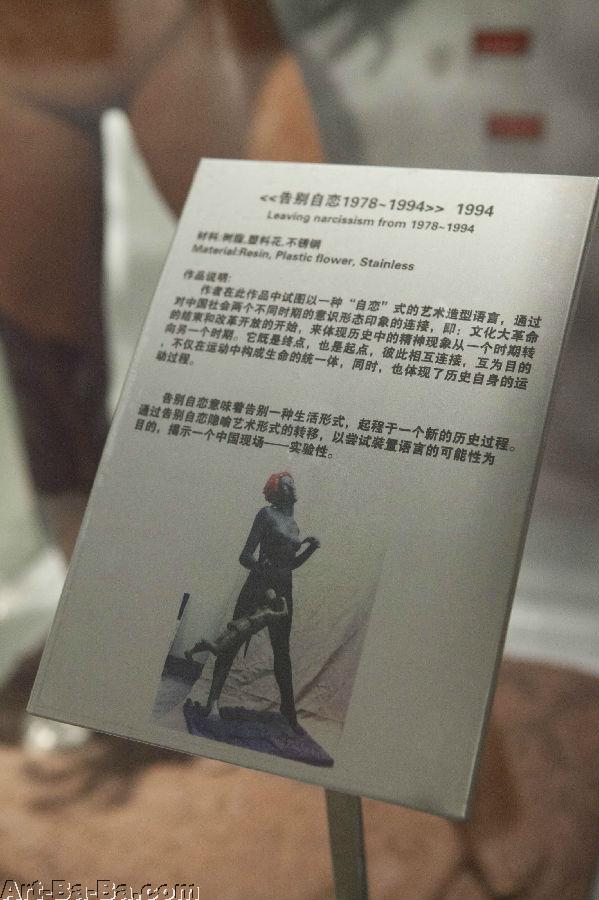 <<告别自恋1978~1994>> 1994
Leaving narcissism from 1978~1994
材料:树脂,塑料花,不锈钢
Material:Resin, Plastic flower, Stainless
作品说明:
作者在此作品中试图以一种“自恋”式的艺术造型语言，通过
对中国社会两个不同时期的意识形态印象的连接，即：文化大革命
的结束和改革开放的开始，来体现历史中的精神现象从一个时期转
向另一个时期。它既是终点，也是起点，彼此相互连接，互为目的
，不仅在运动中构成生命的统一体，同时，也体现了历史自身的运
动过程。
告别自恋意味着告别一种生活形式，起程于一个新的历史过程。
通过告别自恋隐喻艺术形式的转移，以尝试装置语言的可能性为
目的，揭示一个中国现场——实验性。
Art-Ba-Ba.com